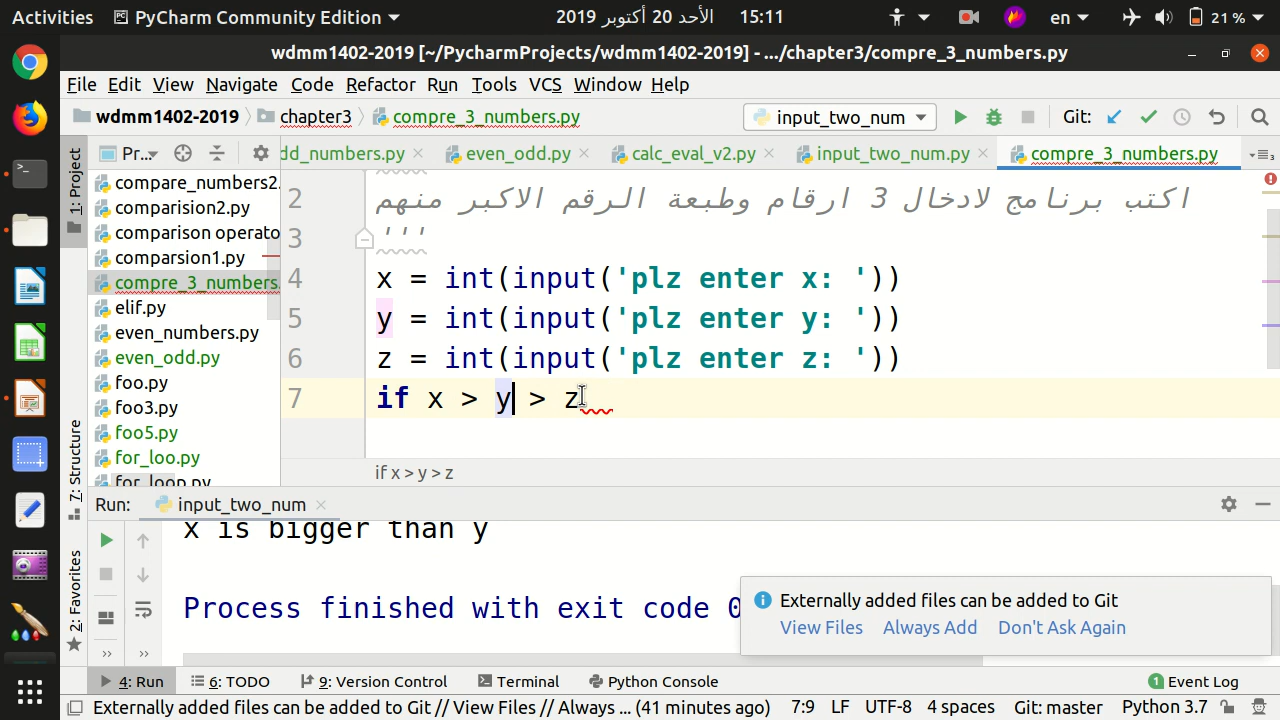 Activities PyCharm Community Edition الأحد 20 أكتوبر 2019 15:11 en 21 %
wdmm1402-2019 [~/PycharmProjects/wdmm1402-2019] - .../chapter3/compre_3_numbers.py
File Edit View Navigate Code Refactor Run Tools VCS Window Help
wdmm1402-2019 chapter3 compre_3_numbers.py input_two_num Git:
1: Project Pr... dd_numbers.py even_odd.py calc_eval_v2.py input_two_num.py compre_3_numbers.py
compare_numbers2.
comparision2.py
comparison operato
comparsion1.py
compre_3_numbers.
elif.py
even_numbers.py
even_odd.py
foo.py
foo3.py
foo5.py
for_loo.py
for_loop.py
2 اكتب برنامج لادخال 3 ارقام وطبعة الرقم الاكبر منهم
3 '''
4 x = int(input('plz enter x: '))
5 y = int(input('plz enter y: '))
6 z = int(input('plz enter z: '))
7 if x > y > z
if x > y > z
7: Structure
2: Favorites
Run: input_two_num
x is bigger than y
Process finished with exit code 0
Externally added files can be added to Git
View Files Always Add Don't Ask Again
4: Run 6: TODO 9: Version Control Terminal Python Console 1 Event Log
Externally added files can be added to Git // View Files // Always ... (41 minutes ago) 7:9 LF UTF-8 4 spaces Git: master Python 3.7